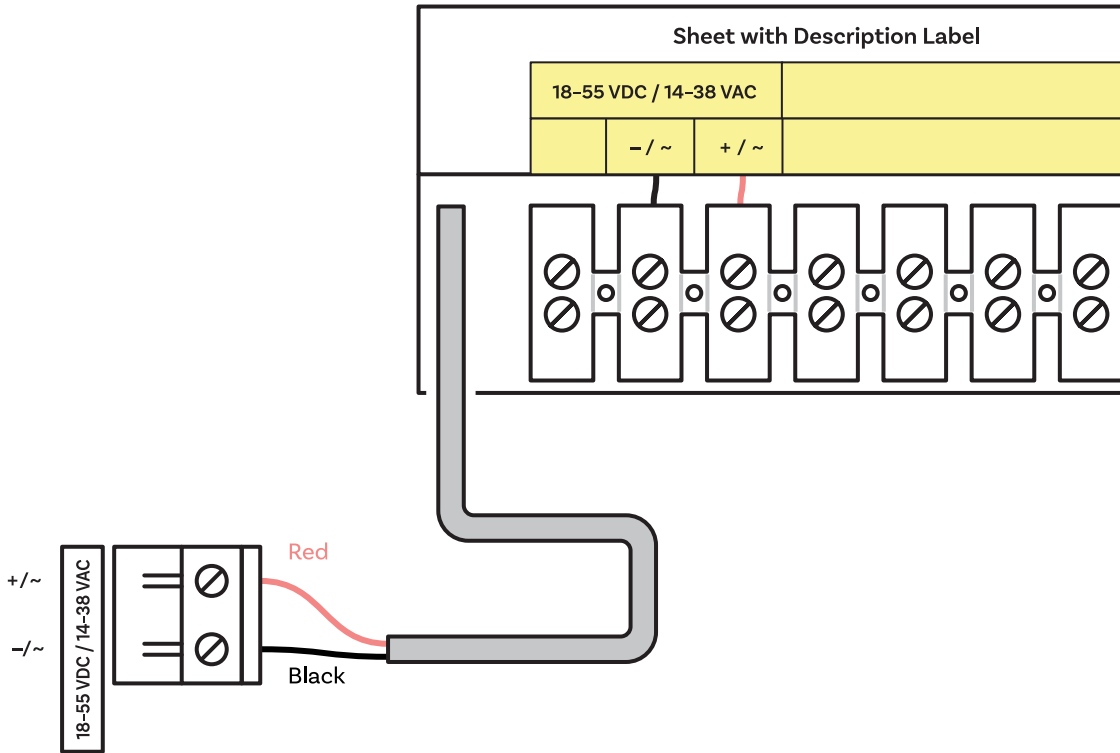 Sheet with Description Label
18–55 VDC / 14–38 VAC
– / ~ + / ~
Red
+/~
–/~
18–55 VDC / 14–38 VAC
Black